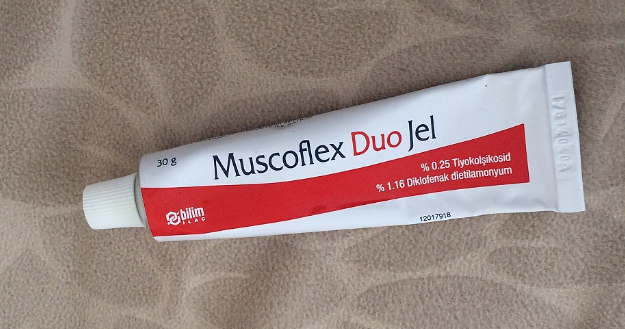 30 g
Muscoflex Duo Jel
% 0.25 Tiyokolşikosid
% 1.16 Diklofenak dietilamonyum
bilim
İLAÇ
12017918